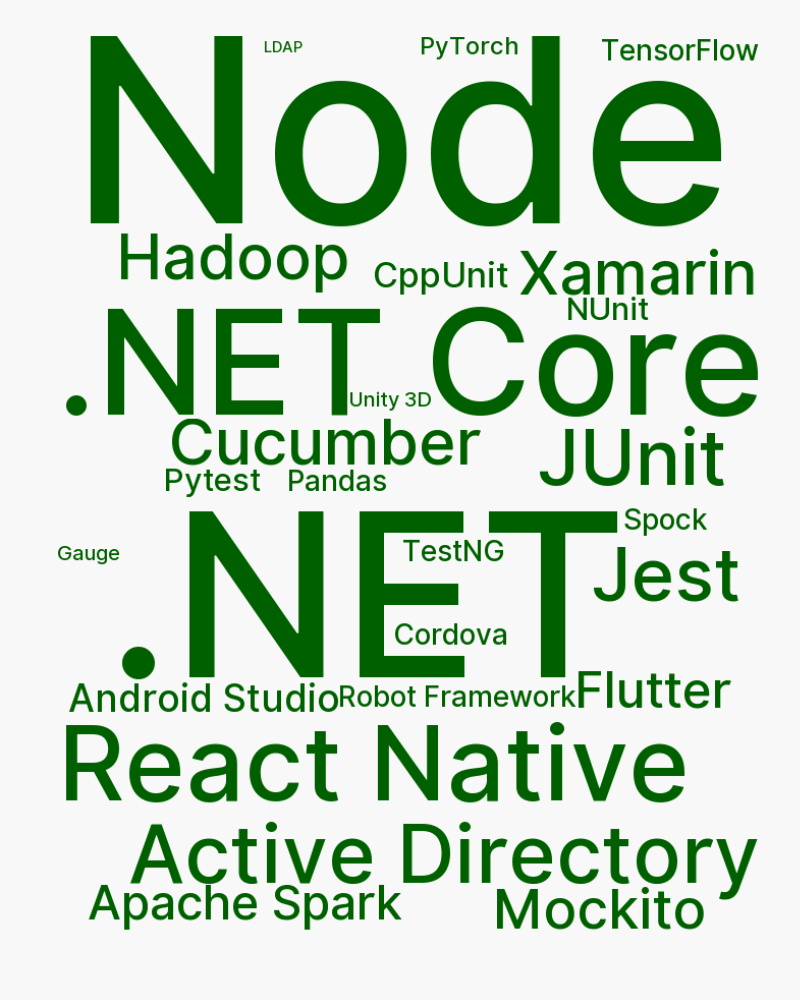 LDAP
PyTorch
TensorFlow
Node
Hadoop
CppUnit
Xamarin
NUnit
.NET Core
Unity 3D
Cucumber
JUnit
Pytest
Pandas
Spock
.NET
TestNG
Gauge
Jest
Cordova
Android Studio
Robot Framework
Flutter
React Native
Active Directory
Apache Spark
Mockito